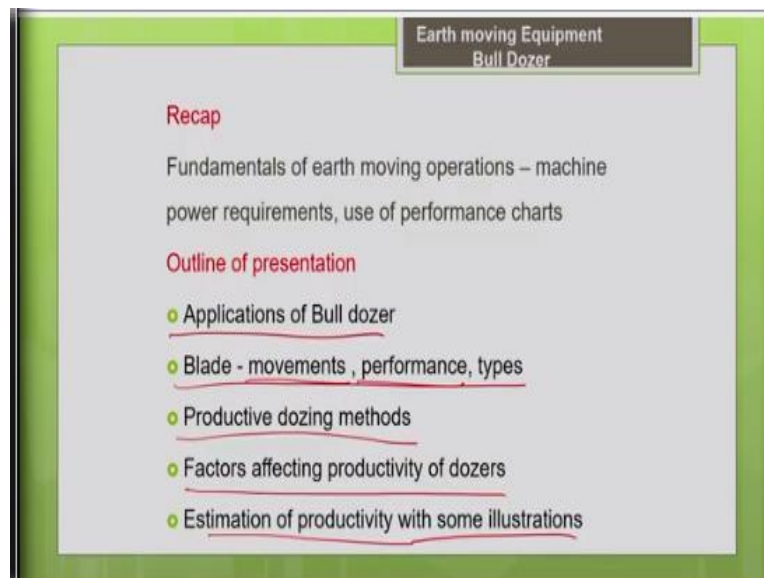 Earth moving Equipment
Bull Dozer
Recap
Fundamentals of earth moving operations – machine
power requirements, use of performance charts
Outline of presentation
Applications of Bull dozer
Blade - movements , performance, types
Productive dozing methods
Factors affecting productivity of dozers
Estimation of productivity with some illustrations